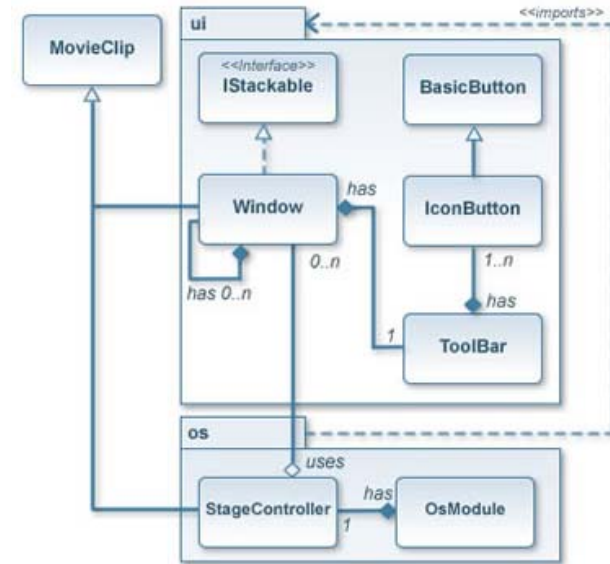 <<imports>>
ui
MovieClip
<<Interface>>
IStackable
BasicButton
Window
has
IconButton
0..n
1..n
has 0..n
has
1
ToolBar
os
uses
StageController
has
1
OsModule